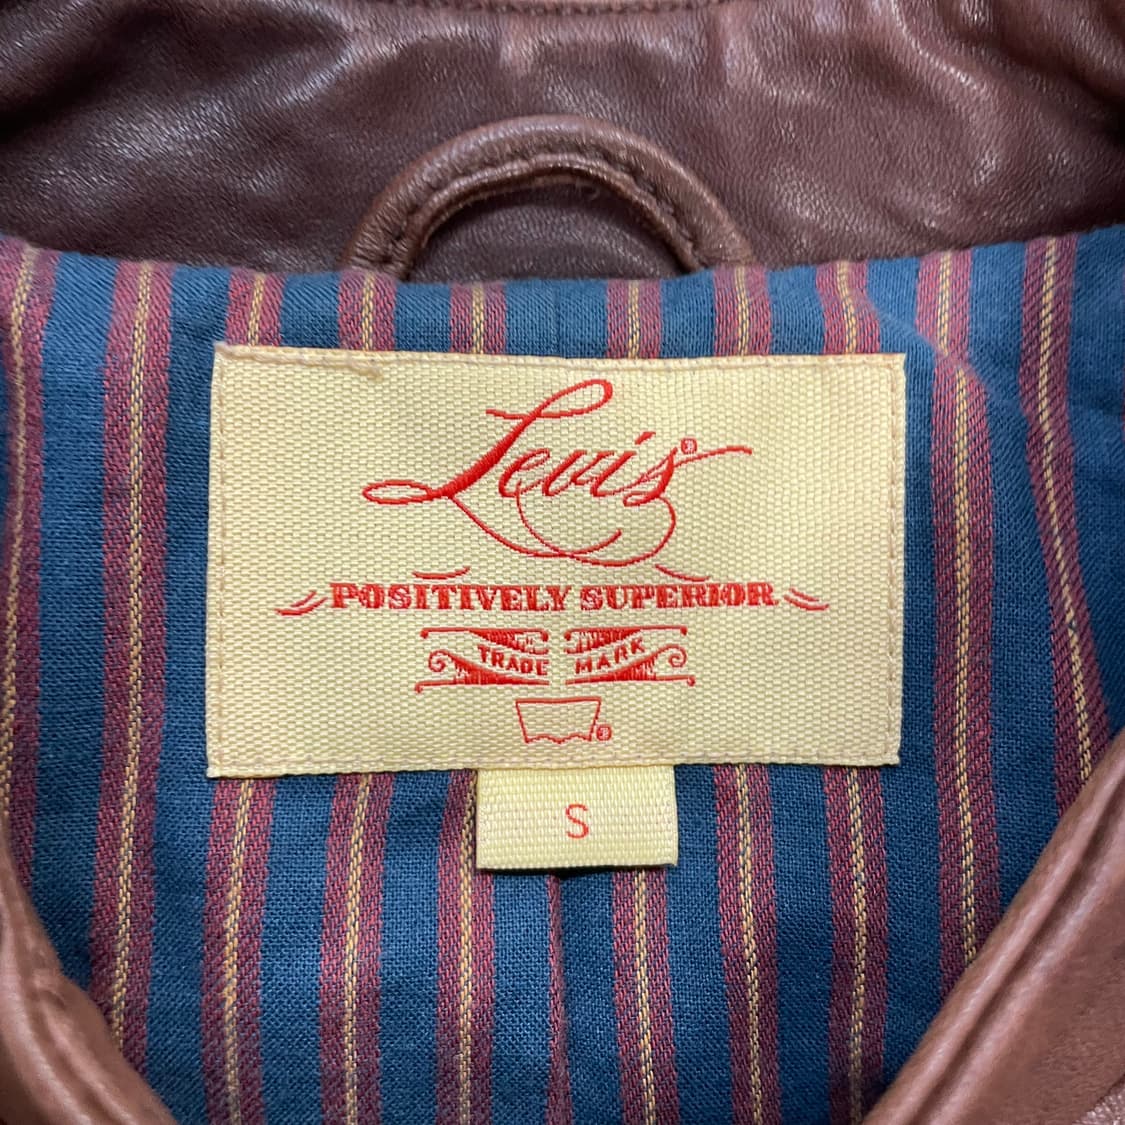 Levi's®
POSITIVELY SUPERIOR
TRADE MARK
®
S